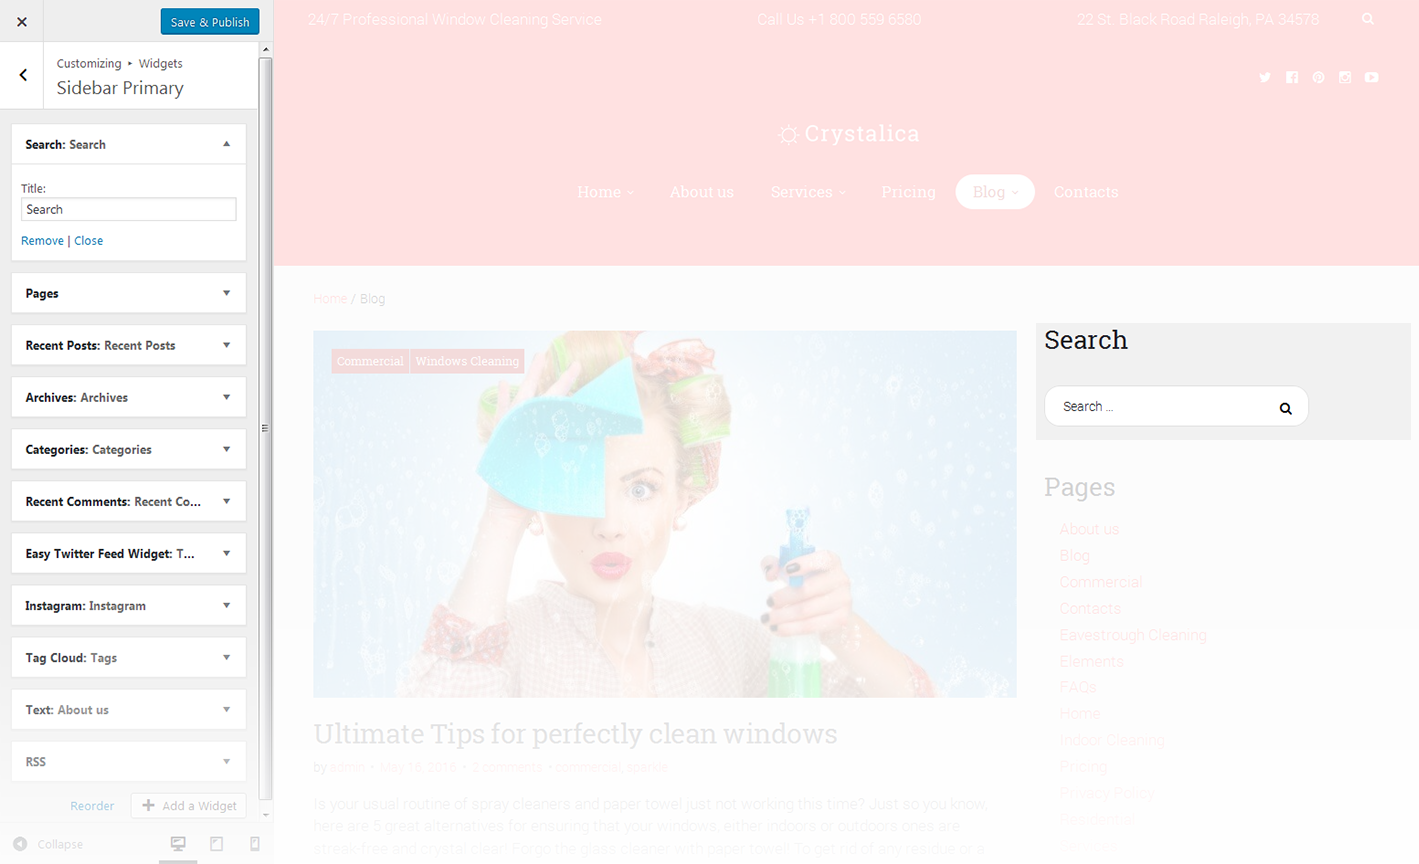 Save & Publish
Customizing ▸ Widgets
Sidebar Primary
Search: Search
Title:
Search
Remove | Close
Pages
Recent Posts: Recent Posts
Archives: Archives
Categories: Categories
Recent Comments: Recent Co...
Easy Twitter Feed Widget: T...
Instagram: Instagram
Tag Cloud: Tags
Text: About us
RSS
Reorder
Add a Widget
Collapse
24/7 Professional Window Cleaning Service
Call Us +1 800 559 6580
22 St. Black Road Raleigh, PA 34578
Crystalica
Home About us Services Pricing Blog Contacts
Home / Blog
Commercial Windows Cleaning
Ultimate Tips for perfectly clean windows
by admin • May 18, 2016 • 2 comments • commercial, sparkle
Is your usual routine of spray cleaners and paper towel just not working this time? Just so you know,
here are 5 great alternatives for ensuring that your windows, either indoors or outdoors ones are
streak-free and crystal clear. Forgo the glass cleaner with paper towel! To get rid of any residue or a
Search
Search ...
Pages
About us
Blog
Commercial
Contacts
Eavestrough Cleaning
Elements
FAQs
Home
Indoor Cleaning
Pricing
Privacy Policy
Residential